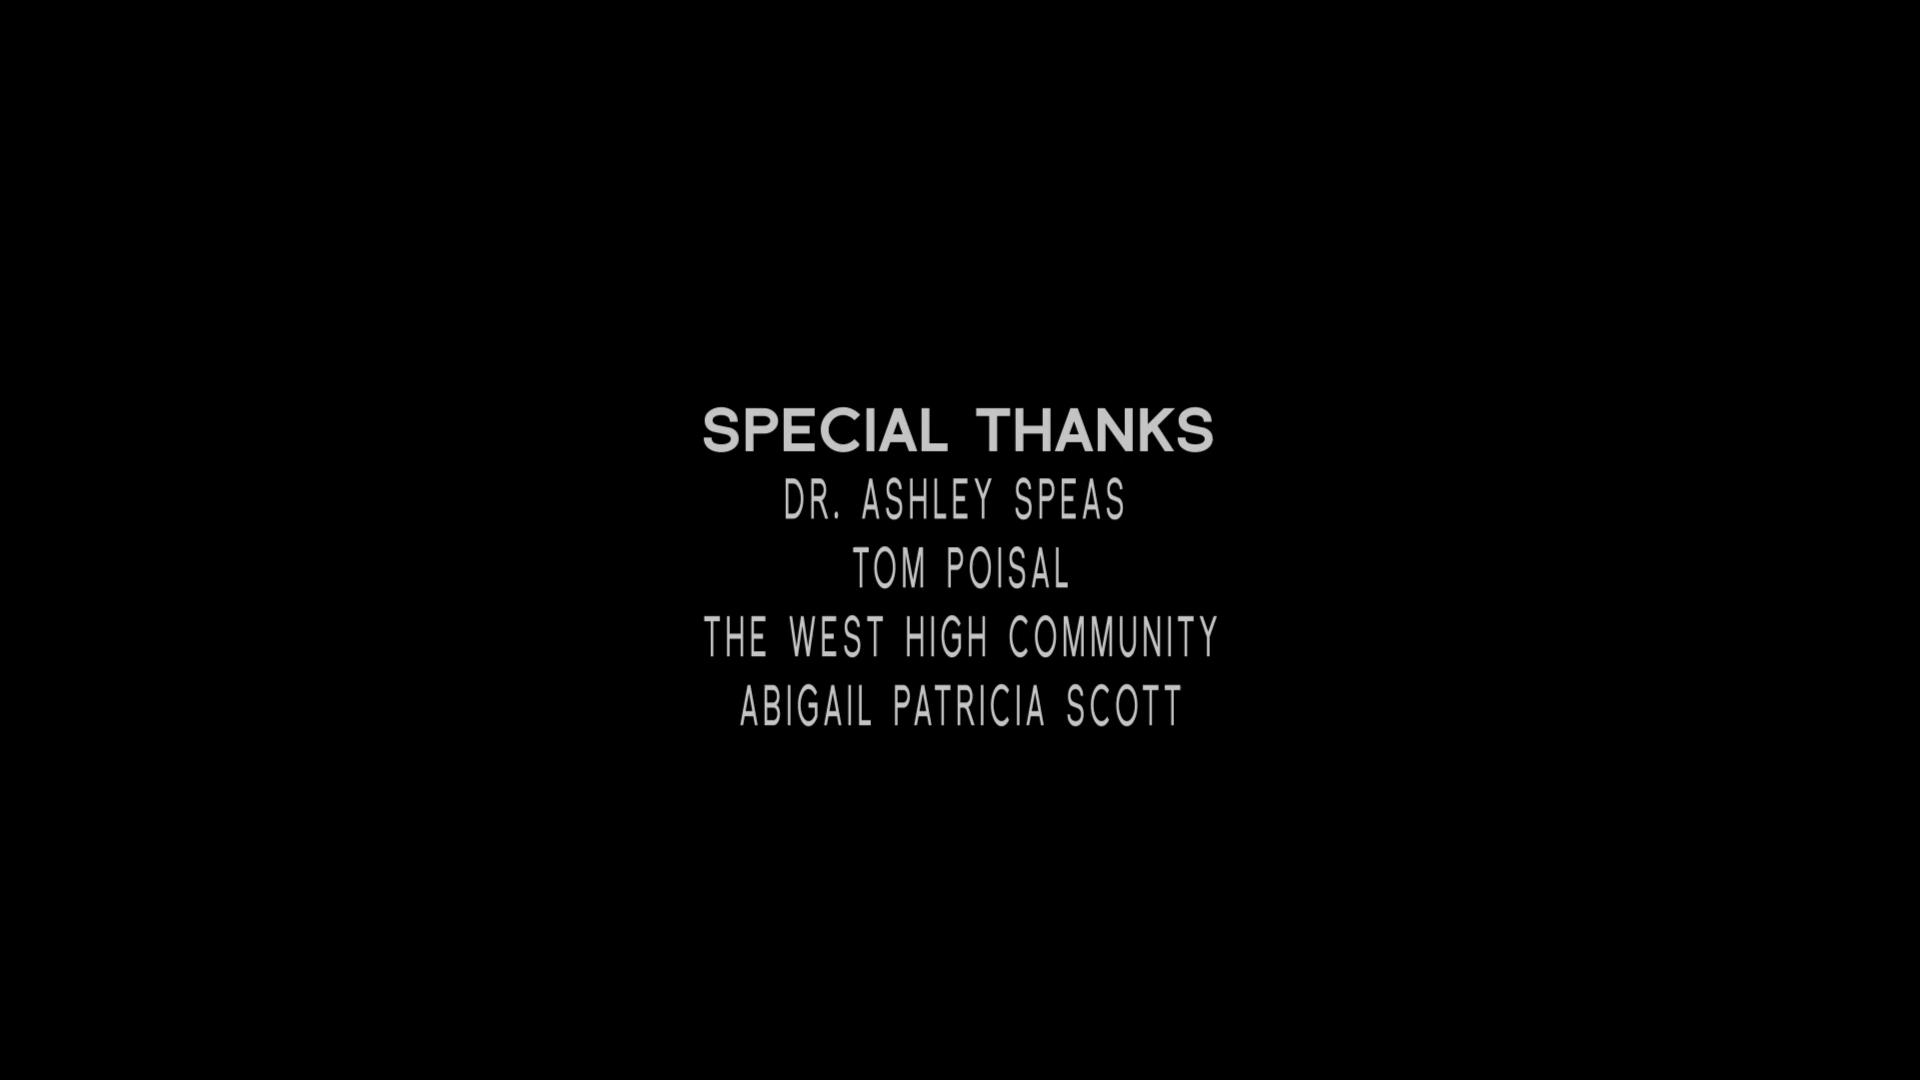 SPECIAL THANKS
DR. ASHLEY SPEAS
TOM POISAL
THE WEST HIGH COMMUNITY
ABIGAIL PATRICIA SCOTT